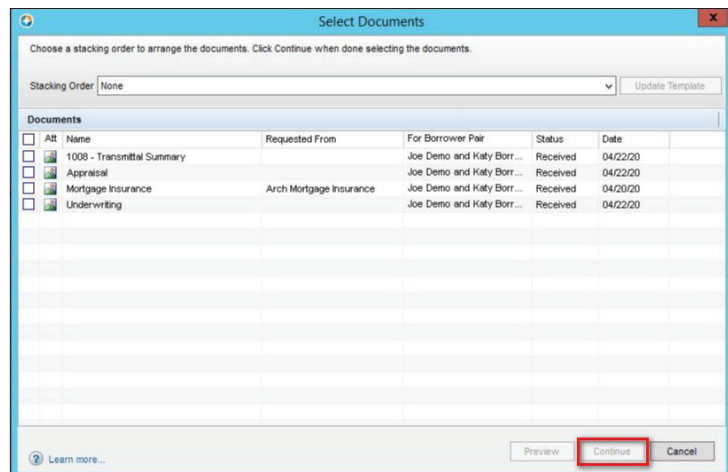 Select Documents
x
Choose a stacking order to arrange the documents. Click Continue when done selecting the documents.
Stacking Order None Update Template
Documents
Att Name Requested From For Borrower Pair Status Date
1008 - Transmittal Summary Joe Demo and Katy Borr... Received 04/22/20
Appraisal Joe Demo and Katy Borr... Received 04/22/20
Mortgage Insurance Arch Mortgage Insurance Joe Demo and Katy Borr... Received 04/20/20
Underwriting Joe Demo and Katy Borr... Received 04/22/20
? Learn more... Preview Continue Cancel